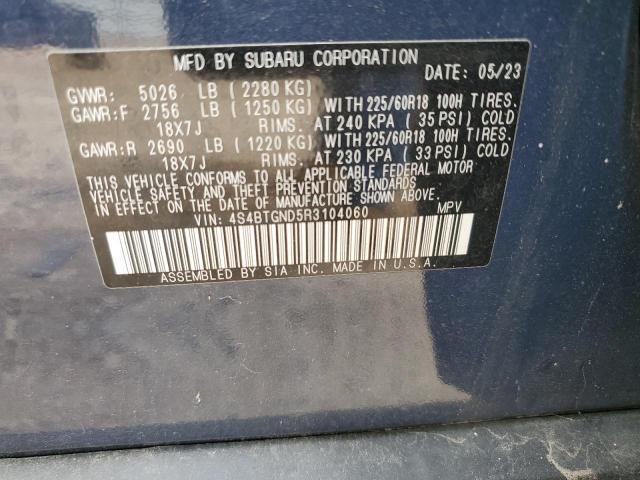 MFD BY SUBARU CORPORATION
DATE: 05/23
GVWR: 5026 LB (2280 KG)
GAWR:F 2756 LB (1250 KG) WITH 225/60R18 100H TIRES.
18X7J RIMS. AT 240 KPA (35 PSI) COLD
GAWR:R 2690 LB (1220 KG) WITH 225/60R18 100H TIRES.
18X7J RIMS. AT 230 KPA (33 PSI) COLD
THIS VEHICLE CONFORMS TO ALL APPLICABLE FEDERAL MOTOR
VEHICLE SAFETY AND THEFT PREVENTION STANDARDS
IN EFFECT ON THE DATE OF MANUFACTURE SHOWN ABOVE.
VIN: 4S4BTGND5R3104060 MPV
ASSEMBLED BY SIA INC. MADE IN U.S.A.